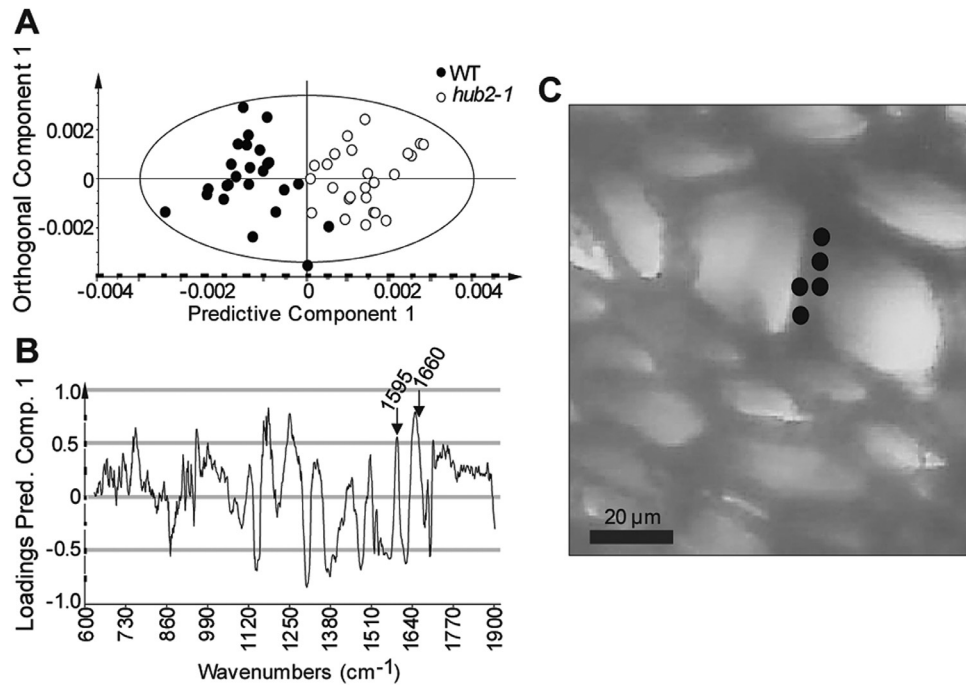 A
Orthogonal Component 1
WT
hub2-1
0.002
0
-0.002
-0.004
-0.002
0
0.002
0.004
Predictive Component 1
B
Loadings Pred. Comp. 1
1.0
0.5
0
-0.5
-1.0
1595
1660
600
730
860
990
1120
1250
1380
1510
1640
1770
1900
Wavenumbers (cm-1)
C
20 µm